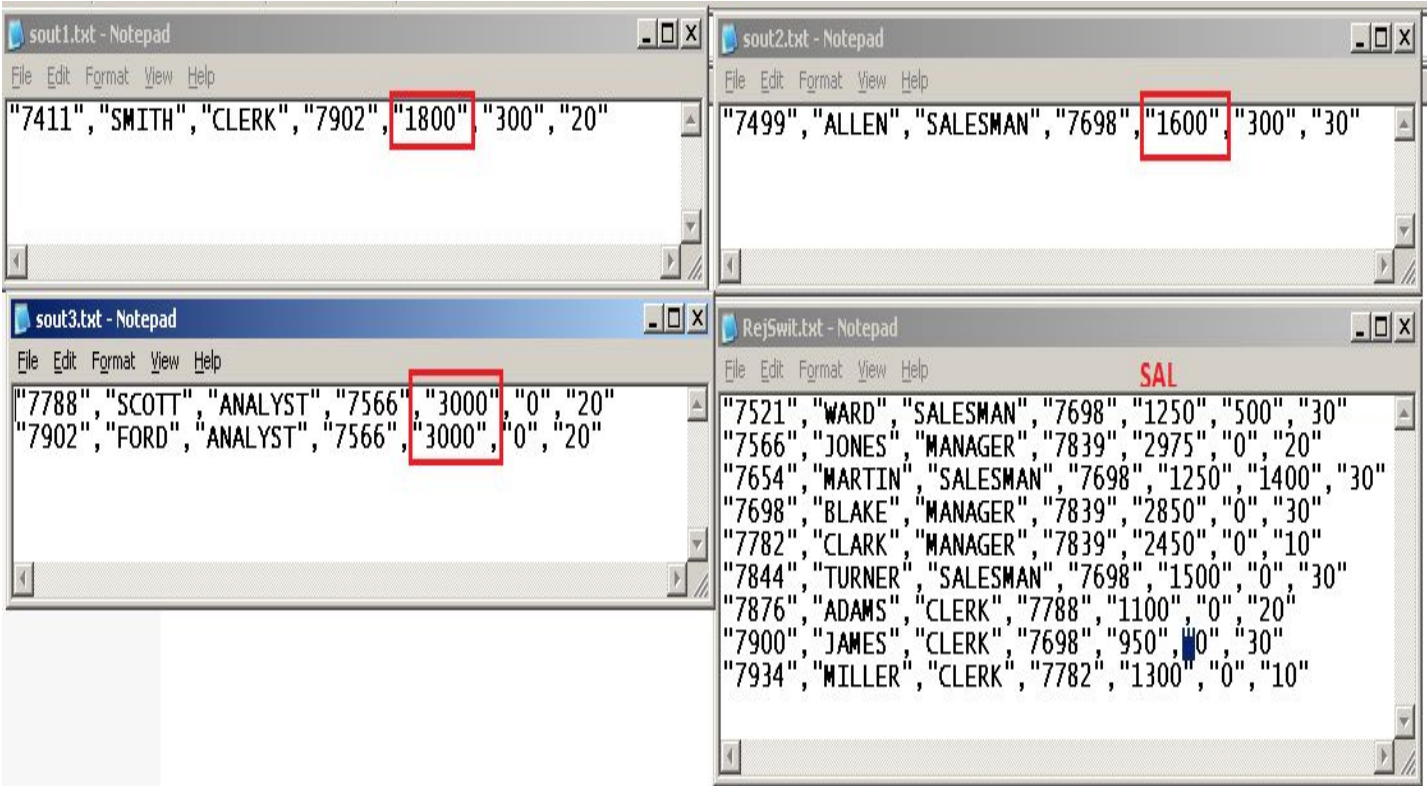 sout1.txt - Notepad
File Edit Format View Help
"7411","SMITH","CLERK","7902","1800","300","20"
sout2.txt - Notepad
File Edit Format View Help
"7499","ALLEN","SALESMAN","7698","1600","300","30"
sout3.txt - Notepad
File Edit Format View Help
"7788","SCOTT","ANALYST","7566","3000","0","20"
"7902","FORD","ANALYST","7566","3000","0","20"
RejSwit.txt - Notepad
File Edit Format View Help
SAL
"7521","WARD","SALESMAN","7698","1250","500","30"
"7566","JONES","MANAGER","7839","2975","0","20"
"7654","MARTIN","SALESMAN","7698","1250","1400","30"
"7698","BLAKE","MANAGER","7839","2850","0","30"
"7782","CLARK","MANAGER","7839","2450","0","10"
"7844","TURNER","SALESMAN","7698","1500","0","30"
"7876","ADAMS","CLERK","7788","1100","0","20"
"7900","JAMES","CLERK","7698","950","0","30"
"7934","MILLER","CLERK","7782","1300","0","10"